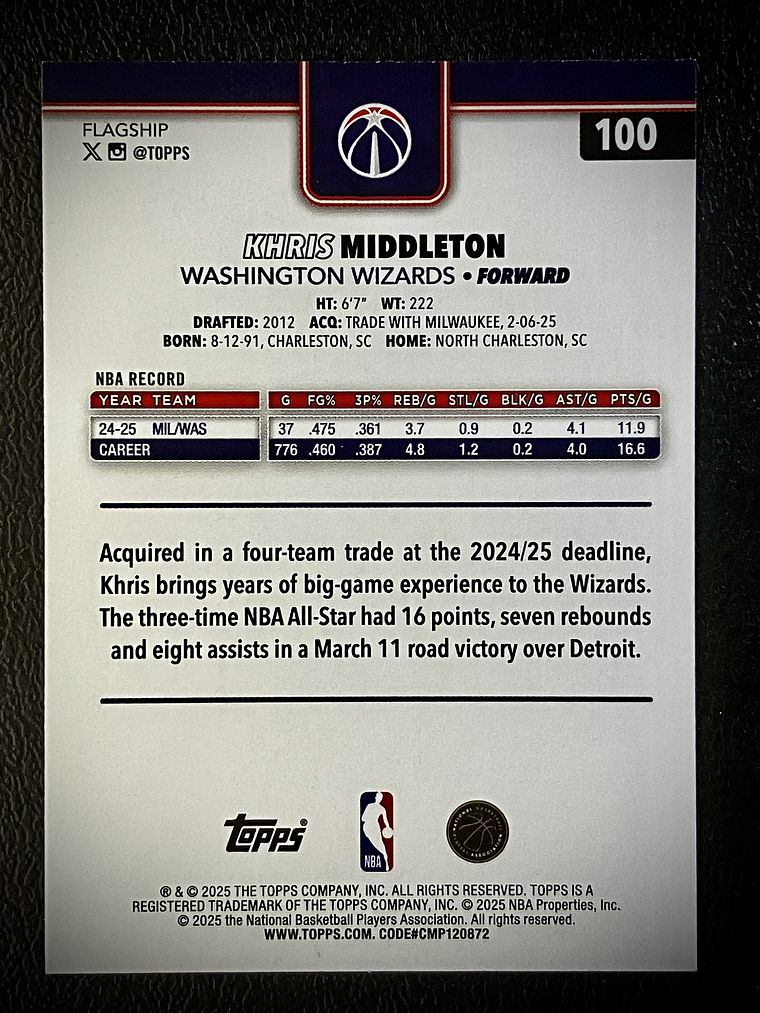 FLAGSHIP
100
X @TOPPS
KHRIS MIDDLETON
WASHINGTON WIZARDS • FORWARD
HT: 6'7" WT: 222
DRAFTED: 2012 ACQ: TRADE WITH MILWAUKEE, 2-06-25
BORN: 8-12-91, CHARLESTON, SC HOME: NORTH CHARLESTON, SC
NBA RECORD
YEAR TEAM G FG% 3P% REB/G STL/G BLK/G AST/G PTS/G
24-25 MIL/WAS 37 .475 .361 3.7 0.9 0.2 4.1 11.9
CAREER 776 .460 .387 4.8 1.2 0.2 4.0 16.6
Acquired in a four-team trade at the 2024/25 deadline,
Khris brings years of big-game experience to the Wizards.
The three-time NBA All-Star had 16 points, seven rebounds
and eight assists in a March 11 road victory over Detroit.
Topps®
NBA
NATIONAL BASKETBALL
ASSOCIATION
® & © 2025 THE TOPPS COMPANY, INC. ALL RIGHTS RESERVED. TOPPS IS A
REGISTERED TRADEMARK OF THE TOPPS COMPANY, INC. © 2025 NBA Properties, Inc.
© 2025 the National Basketball Players Association. All rights reserved.
WWW.TOPPS.COM. CODE#CMP120872